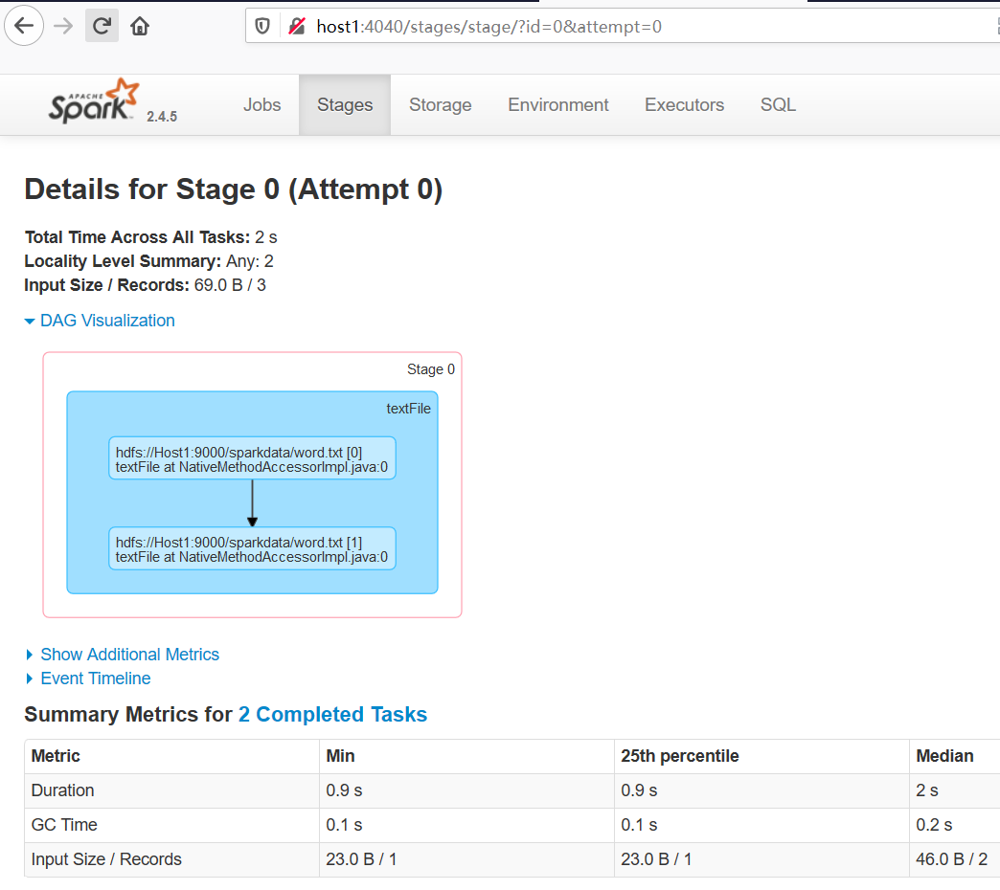 host1:4040/stages/stage/?id=0&attempt=0
APACHE Spark 2.4.5 Jobs Stages Storage Environment Executors SQL
Details for Stage 0 (Attempt 0)
Total Time Across All Tasks: 2 s
Locality Level Summary: Any: 2
Input Size / Records: 69.0 B / 3
DAG Visualization
Stage 0
textFile
hdfs://Host1:9000/sparkdata/word.txt [0]
textFile at NativeMethodAccessorImpl.java:0
hdfs://Host1:9000/sparkdata/word.txt [1]
textFile at NativeMethodAccessorImpl.java:0
Show Additional Metrics
Event Timeline
Summary Metrics for 2 Completed Tasks
Metric Min 25th percentile Median
Duration 0.9 s 0.9 s 2 s
GC Time 0.1 s 0.1 s 0.2 s
Input Size / Records 23.0 B / 1 23.0 B / 1 46.0 B / 2